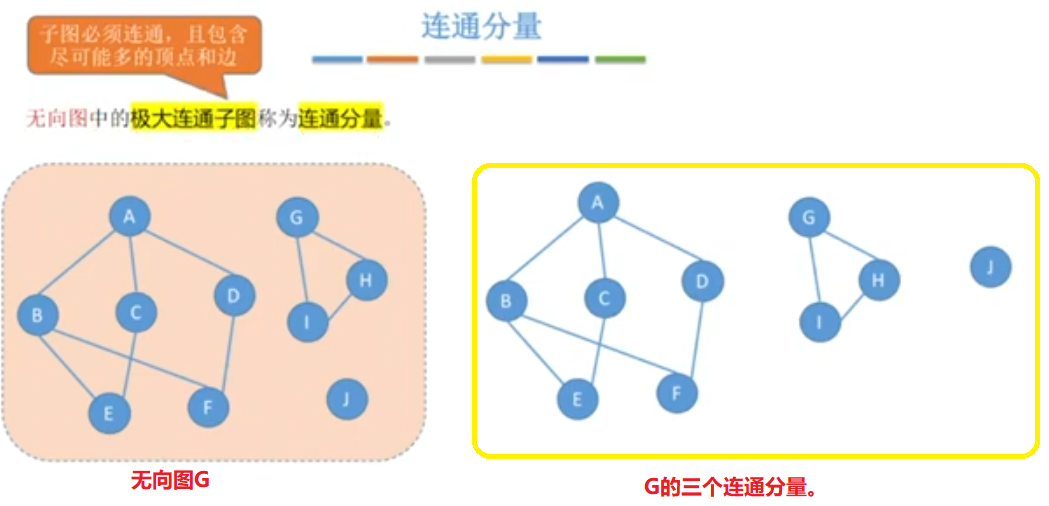 连通分量
子图必须连通，且包含
尽可能多的顶点和边
无向图中的极大连通子图称为连通分量。
A
B
C
D
E
F
G
H
I
J
无向图G
A
B
C
D
E
F
G
H
I
J
G的三个连通分量。